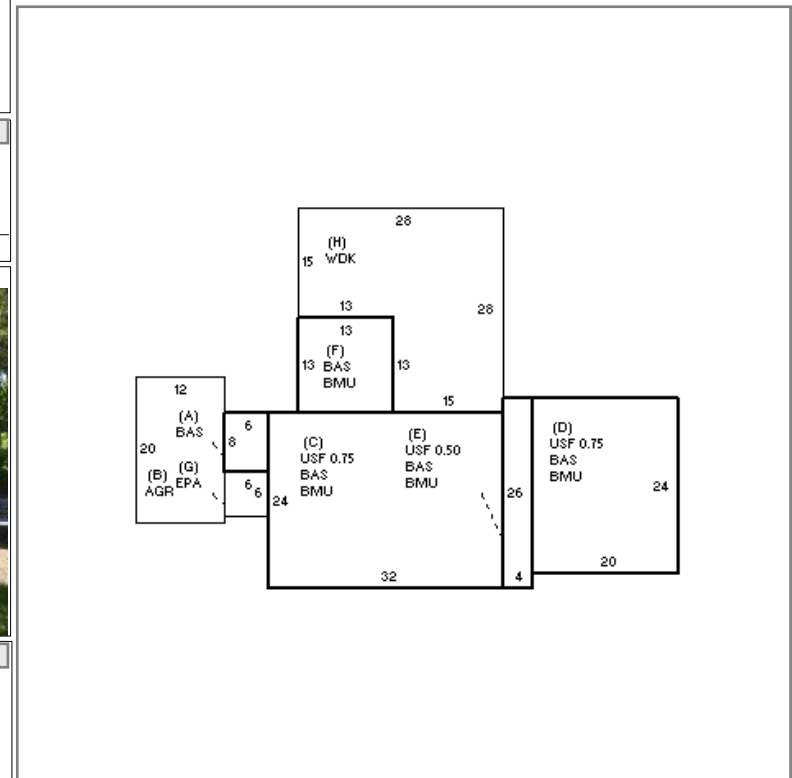 28
(H)
15 WDK
13
28
13
(F)
13 BAS 13
BMU
12
15
(A)
BAS
6
8
20
(G)
(B) EPA
AGR
6
6
(C)
USF 0.75
BAS
BMU
24
(E)
USF 0.50
BAS
BMU
(D)
USF 0.75
BAS
BMU
26
24
20
32
4